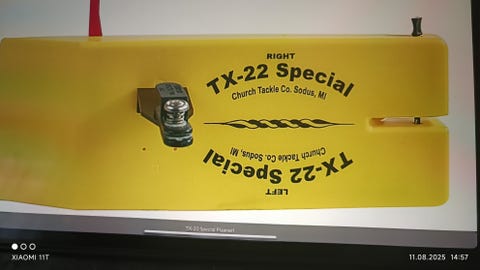 RIGHT
TX-22 Special
Church Tackle Co. Sodus, MI
TX-22 Special
Church Tackle Co. Sodus, MI
LEFT
TX-22 Special Planer
XIAOMI 11T
11.08.2025 14:57